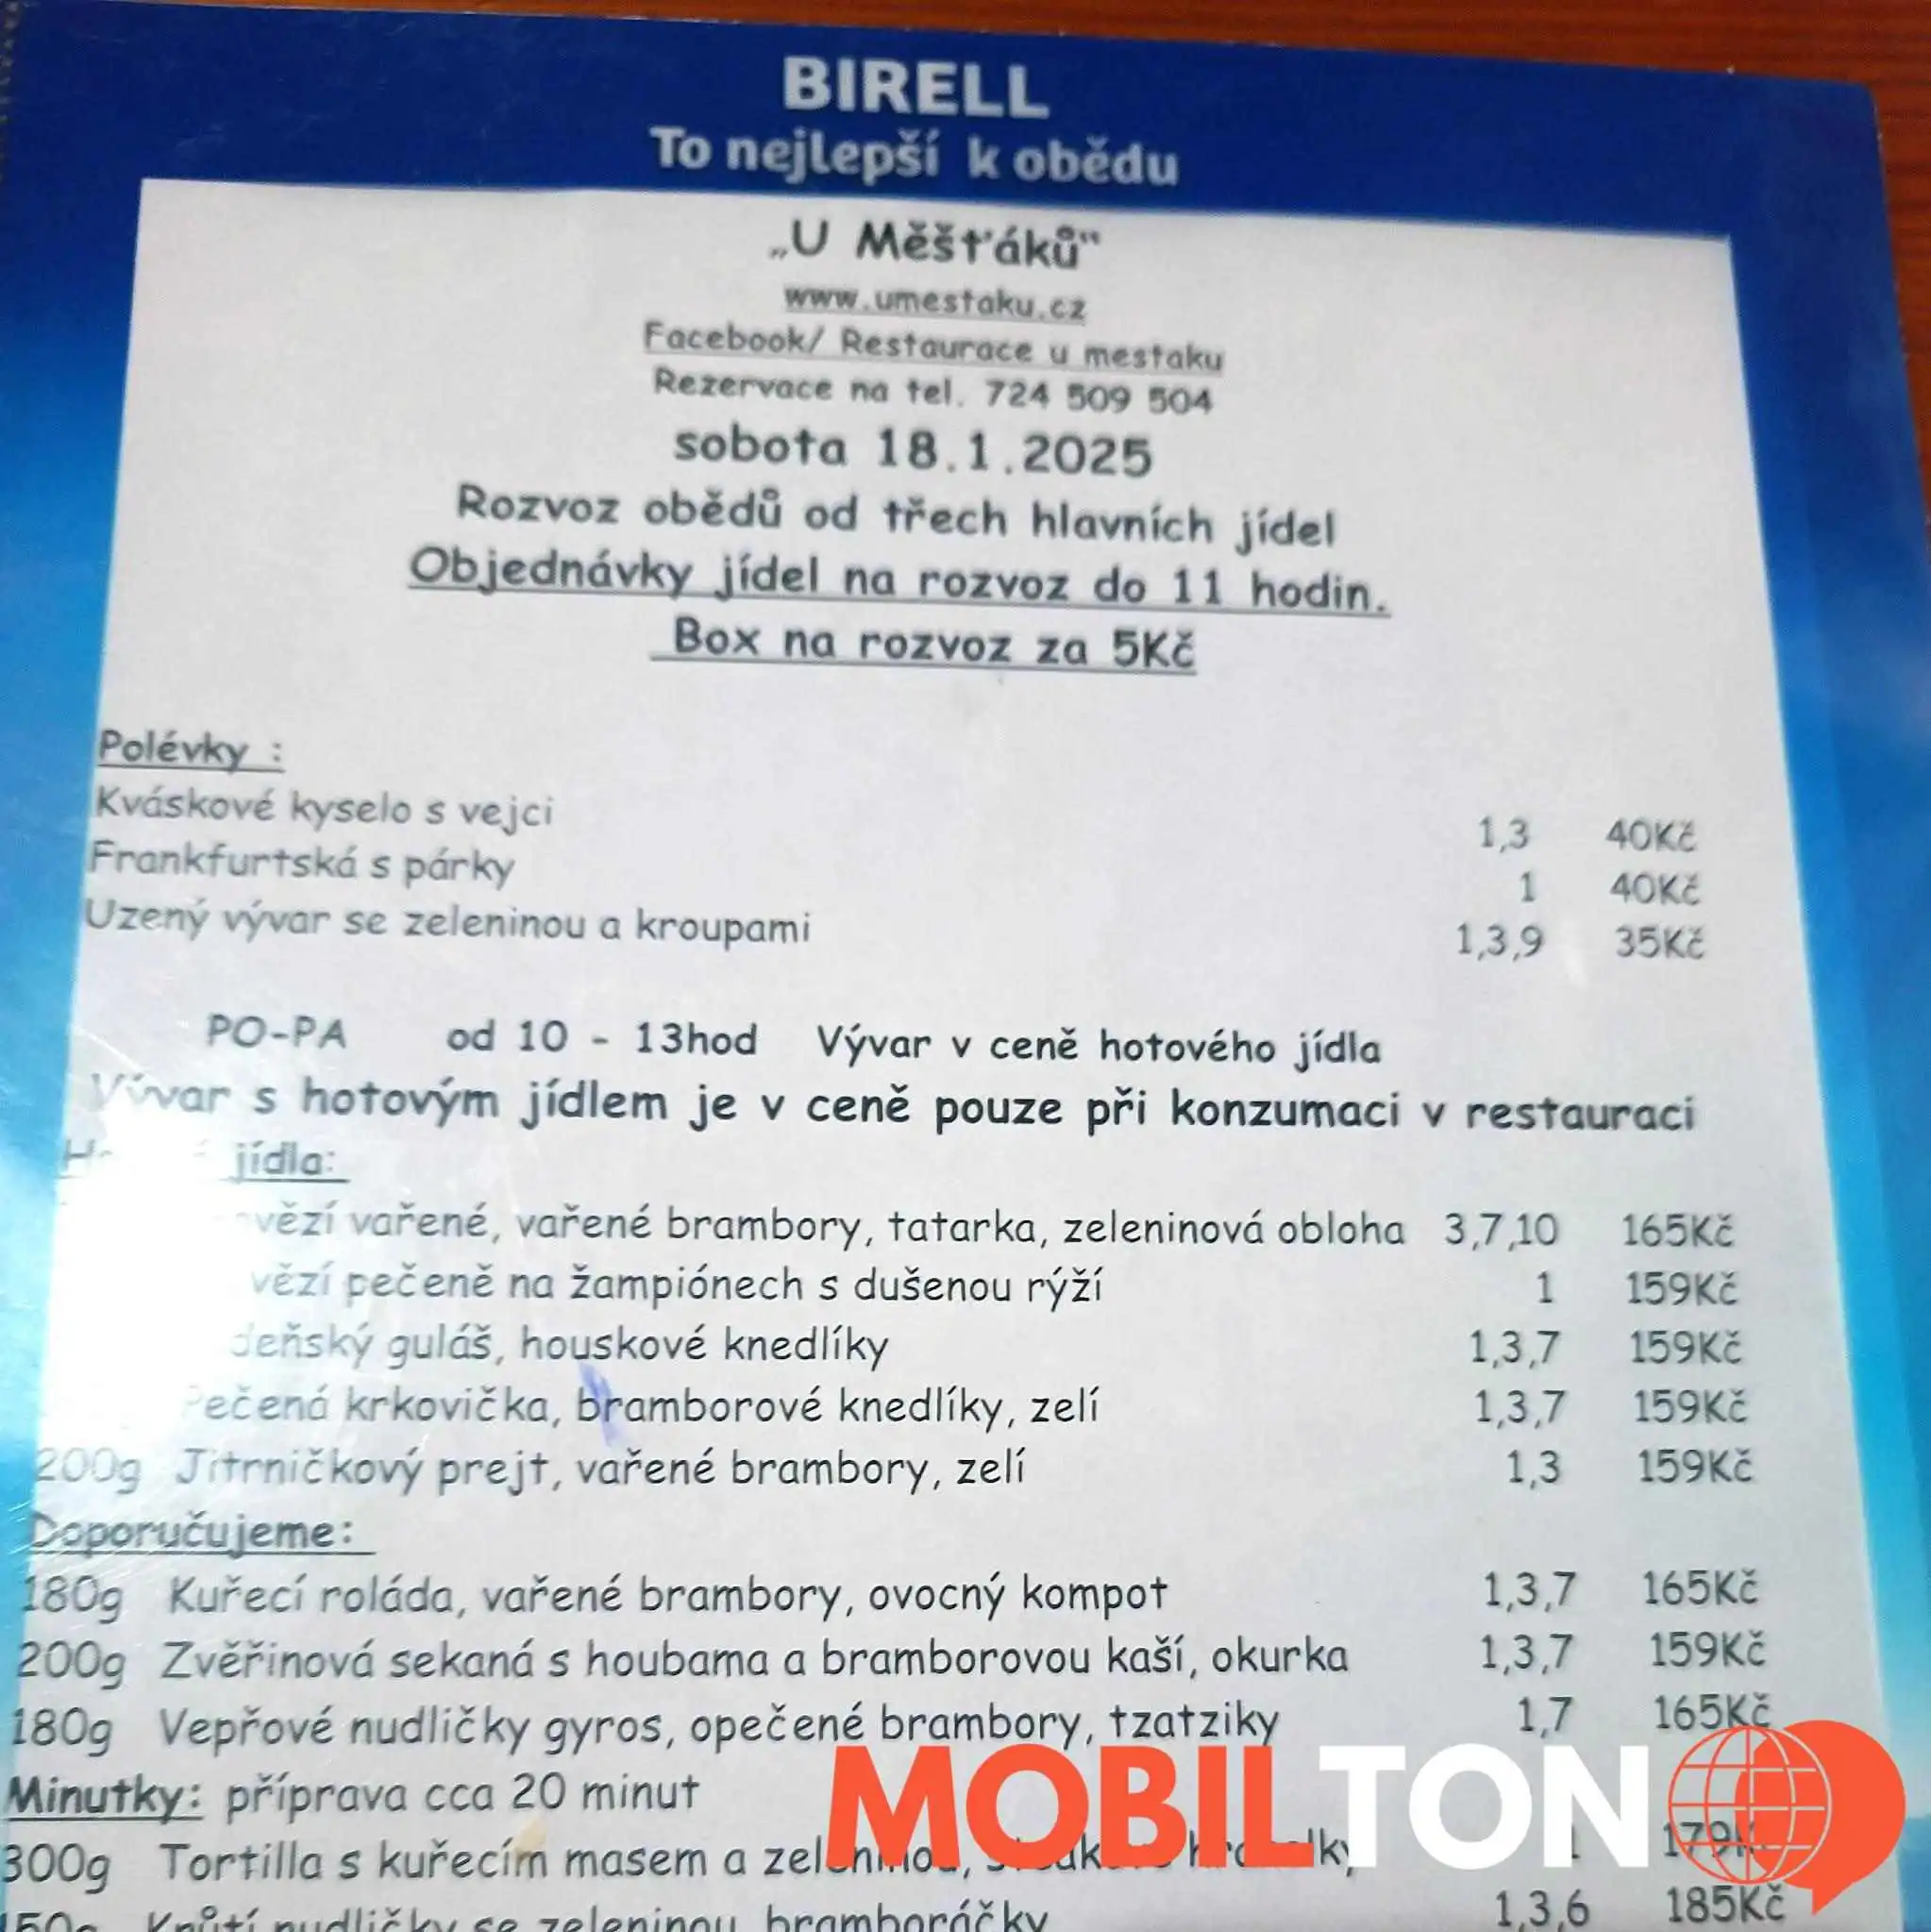 BIRELL
To nejlepší k obědu
„U Měšťáků“
www.umestaku.cz
Facebook/ Restaurace u mestaku
Rezervace na tel. 724 509 504
sobota 18.1.2025
Rozvoz obědů od třech hlavních jídel
Objednávky jídel na rozvoz do 11 hodin.
Box na rozvoz za 5Kč
Polévky :
Kváskové kyselo s vejci 1,3 40Kč
Frankfurtská s párky 1 40Kč
Uzený vývar se zeleninou a kroupami 1,3,9 35Kč
PO-PA od 10 - 13hod Vývar v ceně hotového jídla
Vývar s hotovým jídlem je v ceně pouze při konzumaci v restauraci
jídla:
vařené, vařené brambory, tatarka, zeleninová obloha 3,7,10 165Kč
pečeně na žampiónech s dušenou rýží 1 159Kč
guláš, houskové knedlíky 1,3,7 159Kč
Pečená krkovička, bramborové knedlíky, zelí 1,3,7 159Kč
200g Jitrničkový prejt, vařené brambory, zelí 1,3 159Kč
Doporučujeme:
180g Kuřecí roláda, vařené brambory, ovocný kompot 1,3,7 165Kč
200g Zvěřinová sekaná s houbama a bramborovou kaší, okurka 1,3,7 159Kč
180g Vepřové nudličky gyros, opečené brambory, tzatziky 1,7 165Kč
Minutky: příprava cca 20 minut
300g Tortilla s kuřecím masem a zeleninou,
nudličky se zeleninou, bramboráčky 1,3,6 185Kč
MOBILTON